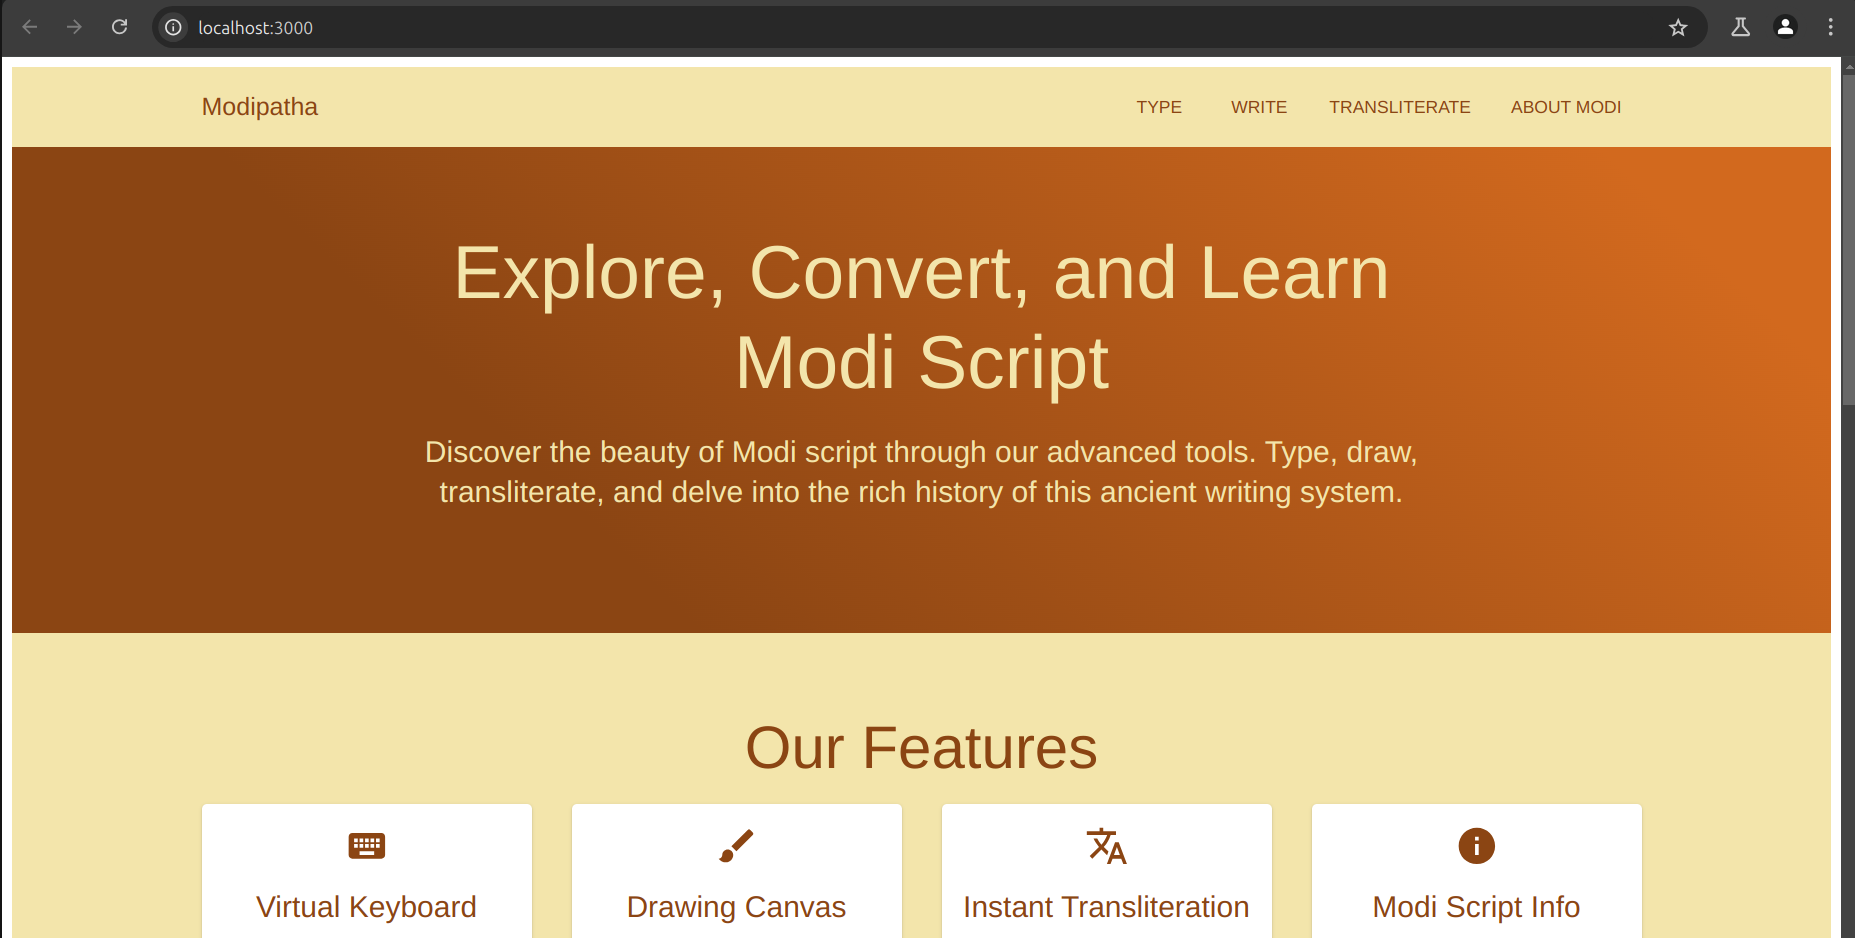 localhost:3000
Modipatha TYPE WRITE TRANSLITERATE ABOUT MODI
Explore, Convert, and Learn
Modi Script
Discover the beauty of Modi script through our advanced tools. Type, draw,
transliterate, and delve into the rich history of this ancient writing system.
Our Features
Virtual Keyboard Drawing Canvas Instant Transliteration Modi Script Info